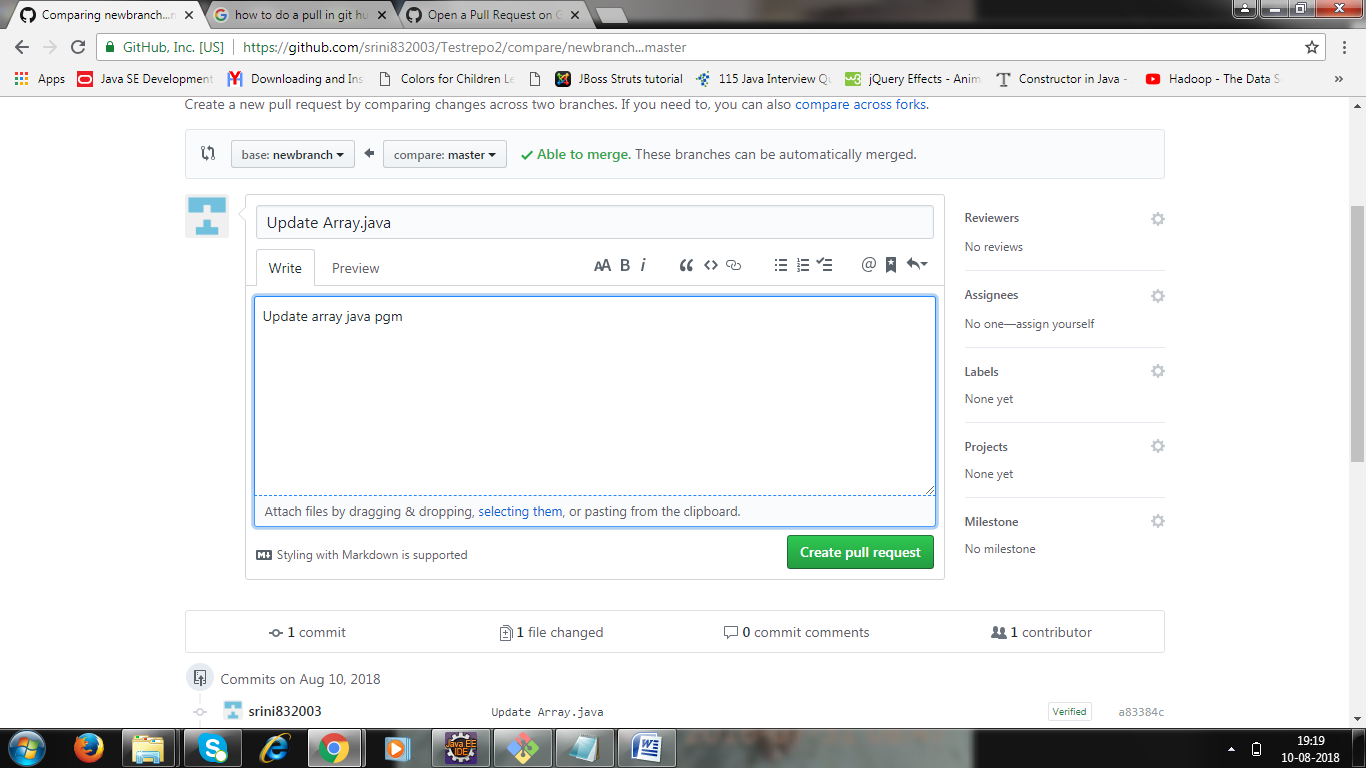 Comparing newbranch...n
how to do a pull in git hu
Open a Pull Request on G
GitHub, Inc. [US]
https://github.com/srini832003/Testrepo2/compare/newbranch...master
Apps
Java SE Development
Downloading and Ins
Colors for Children Le
JBoss Struts tutorial
115 Java Interview Qu
jQuery Effects - Anim
Constructor in Java -
Hadoop - The Data S
»
Create a new pull request by comparing changes across two branches. If you need to, you can also compare across forks.
base: newbranch
compare: master
Able to merge. These branches can be automatically merged.
Update Array.java
Write
Preview
AA B i
Update array java pgm
Attach files by dragging & dropping, selecting them, or pasting from the clipboard.
Styling with Markdown is supported
Create pull request
Reviewers
No reviews
Assignees
No one—assign yourself
Labels
None yet
Projects
None yet
Milestone
No milestone
1 commit
1 file changed
0 commit comments
1 contributor
Commits on Aug 10, 2018
srini832003
Update Array.java
Verified
a83384c
Java EE
IDE
19:19
10-08-2018